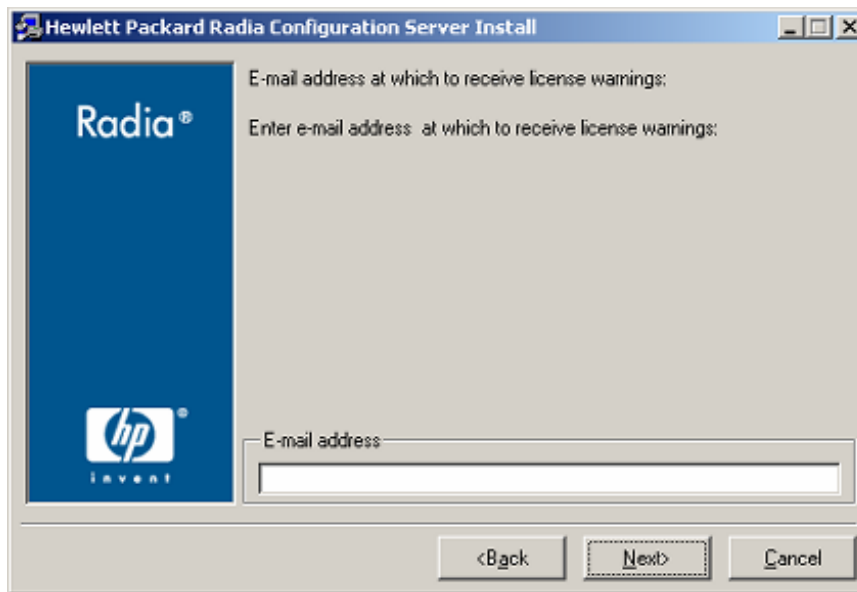 Hewlett Packard Radia Configuration Server Install
Radia®
E-mail address at which to receive license warnings:
Enter e-mail address at which to receive license warnings:
hp®
invent
E-mail address
<Back
Next>
Cancel